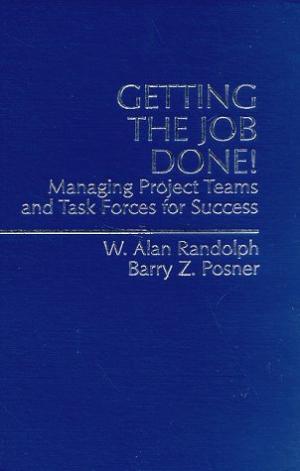 GETTING
THE JOB
DONE!
Managing Project Teams
and Task Forces for Success
W. Alan Randolph
Barry Z. Posner